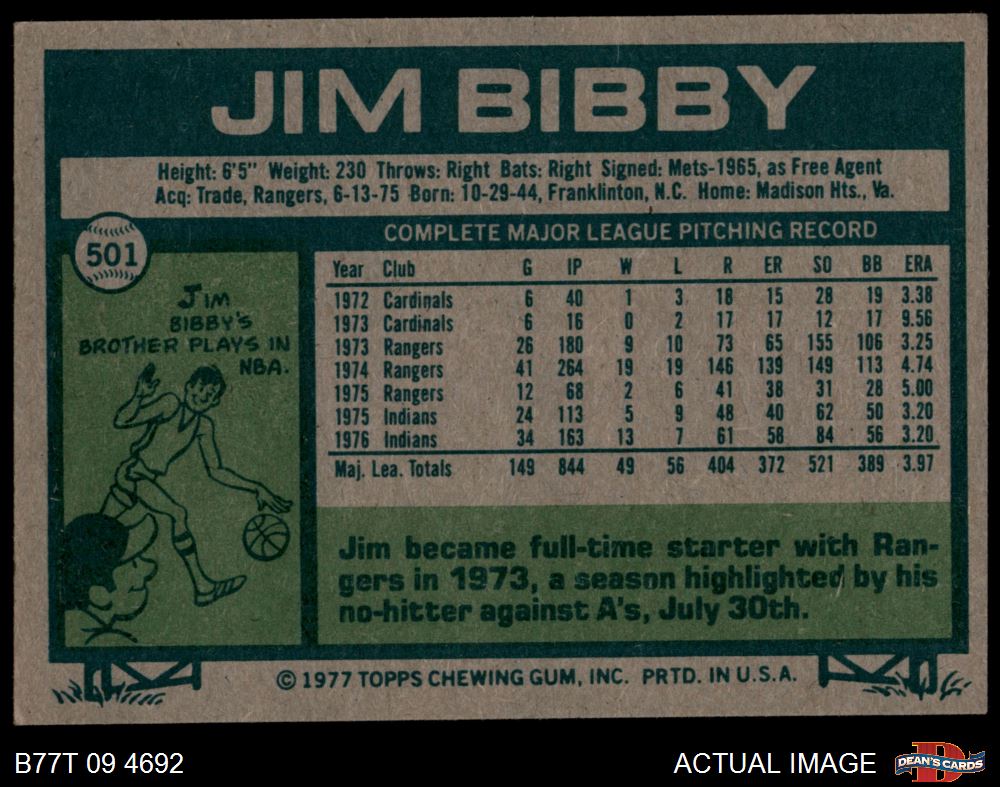 JIM BIBBY
Height: 6'5" Weight: 230 Throws: Right Bats: Right Signed: Mets-1965, as Free Agent
Acq: Trade, Rangers, 6-13-75 Born: 10-29-44, Franklinton, N.C. Home: Madison Hts., Va.
501
COMPLETE MAJOR LEAGUE PITCHING RECORD
JIM
BIBBY'S
BROTHER PLAYS IN
NBA.
Year Club G IP W L R ER SO BB ERA
1972 Cardinals 6 40 1 3 18 15 28 19 3.38
1973 Cardinals 6 16 0 2 17 17 12 17 9.56
1973 Rangers 26 180 9 10 73 65 155 106 3.25
1974 Rangers 41 264 19 19 146 139 149 113 4.74
1975 Rangers 12 68 2 6 41 38 31 28 5.00
1975 Indians 24 113 5 9 48 40 62 50 3.20
1976 Indians 34 163 13 7 61 58 84 56 3.20
Maj. Lea. Totals 149 844 49 56 404 372 521 389 3.97
Jim became full-time starter with Ran-
gers in 1973, a season highlighted by his
no-hitter against A's, July 30th.
© 1977 TOPPS CHEWING GUM, INC. PRTD. IN U.S.A.
B77T 09 4692
ACTUAL IMAGE
DEAN'S CARDS